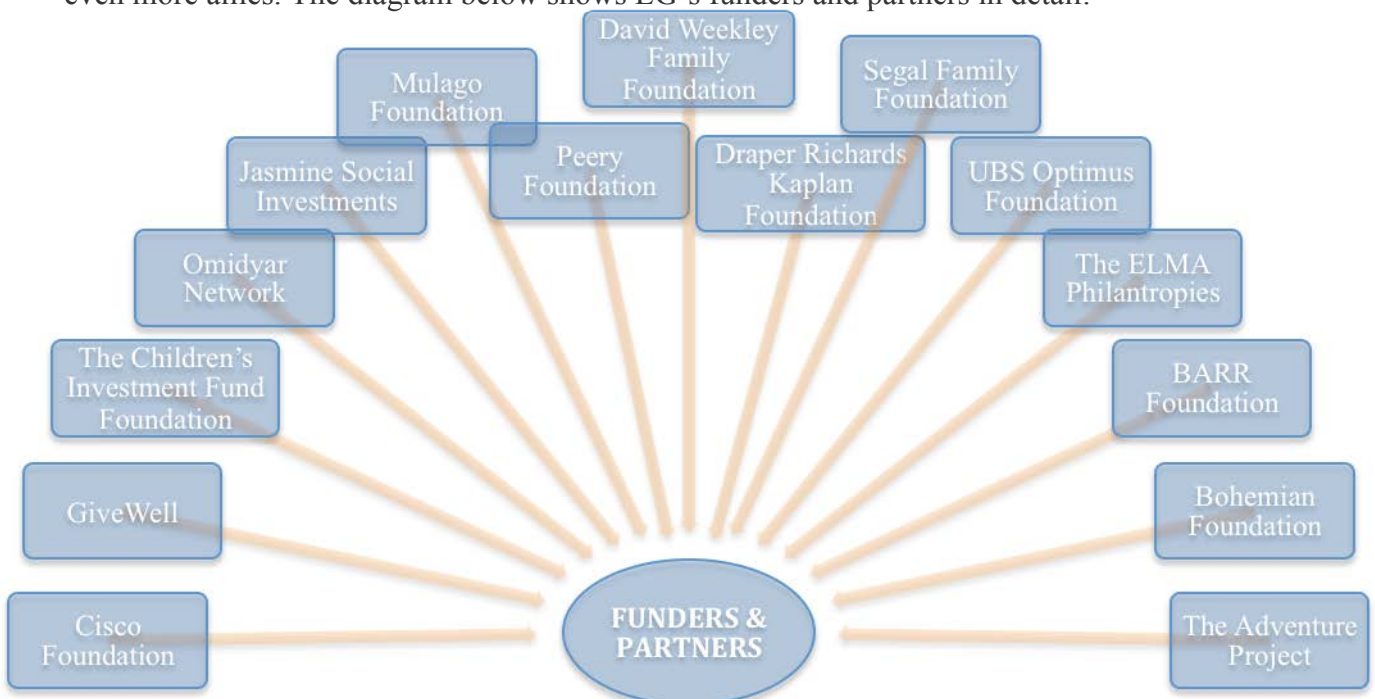 even more allies. The diagram below shows LG's funders and partners in detail.
David Weekley
Family
Foundation
Segal Family
Foundation
Mulago
Foundation
Peery
Foundation
Draper Richards
Kaplan
Foundation
Jasmine Social
Investments
UBS Optimus
Foundation
Omidyar
Network
The ELMA
Philantropies
The Children's
Investment Fund
Foundation
BARR
Foundation
GiveWell
Bohemian
Foundation
Cisco
Foundation
FUNDERS &
PARTNERS
The Adventure
Project